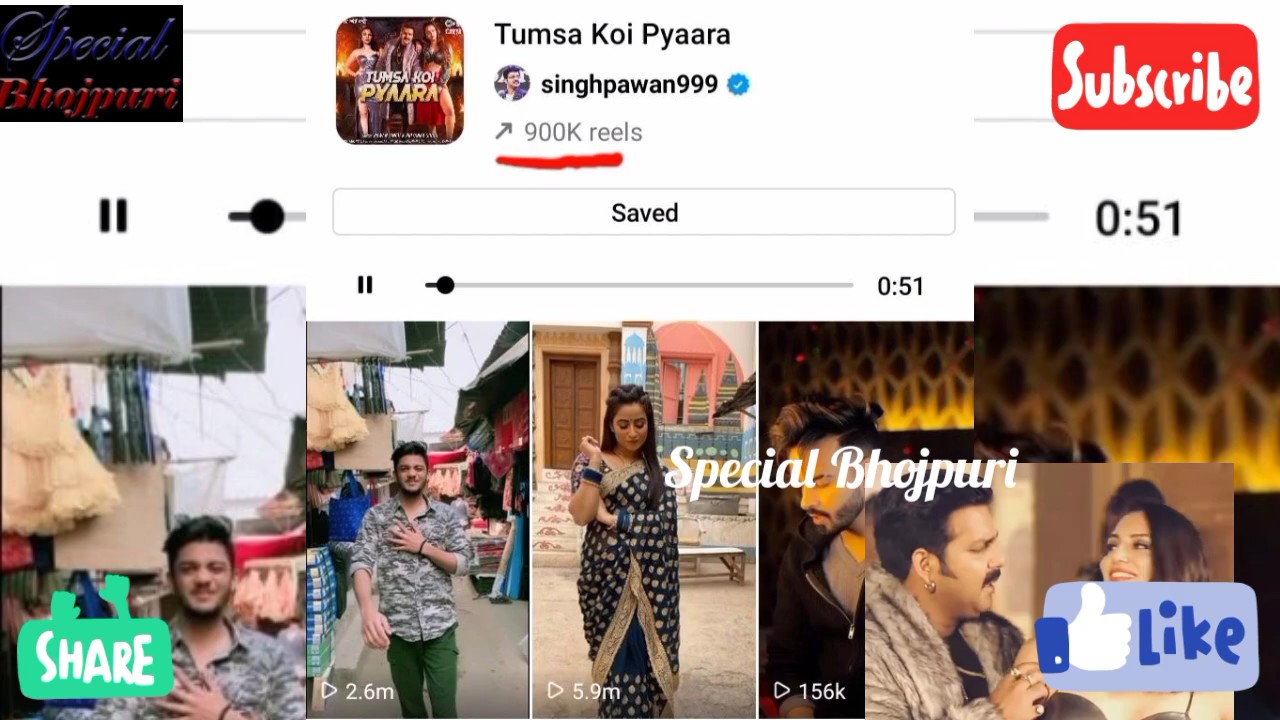 Special
Bhojpuri
Tumsa Koi Pyaara
singhpawan999
900K reels
TUMSA KOI
PYAARA
Subscribe
Saved
0:51
0:51
Special Bhojpuri
2.6m
5.9m
156k
SHARE
Like